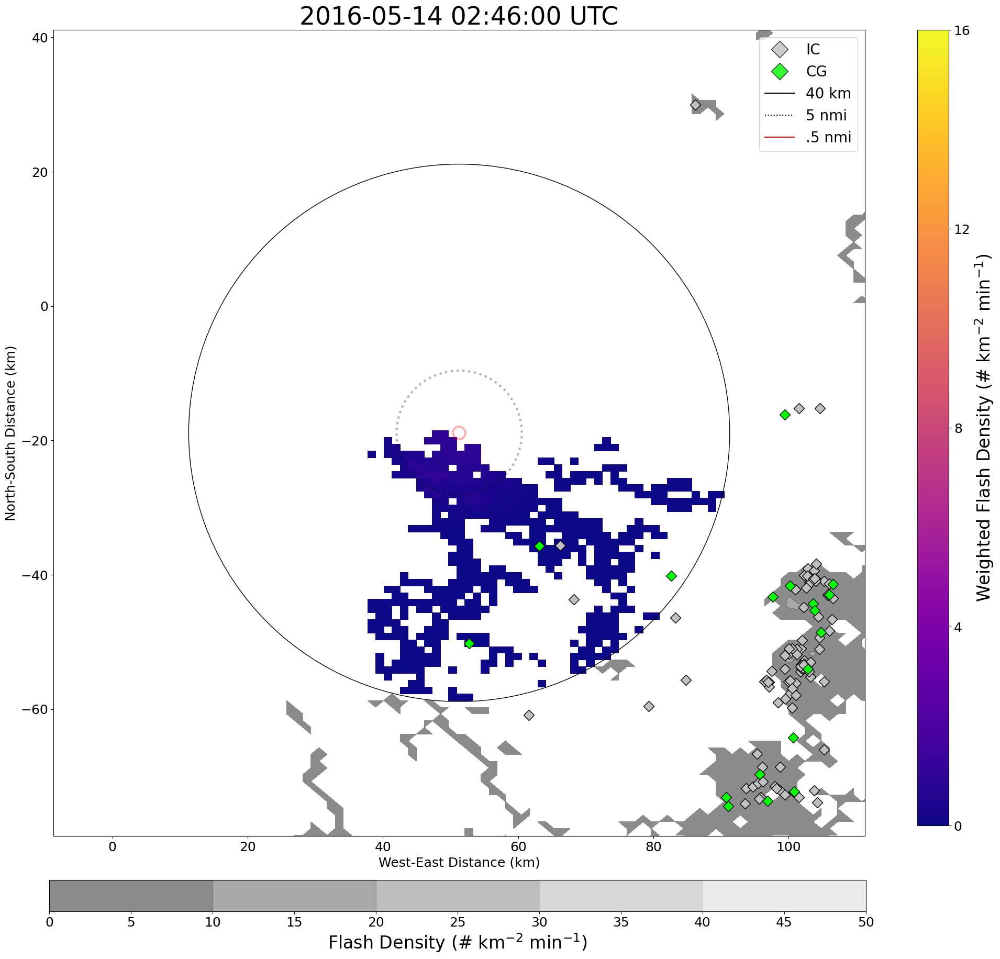 2016-05-14 02:46:00 UTC
40
20
0
−20
−40
−60
North-South Distance (km)
IC
CG
40 km
5 nmi
.5 nmi
0 20 40 60 80 100
West-East Distance (km)
16
12
8
4
0
Weighted Flash Density (# km⁻² min⁻¹)
0 5 10 15 20 25 30 35 40 45 50
Flash Density (# km⁻² min⁻¹)